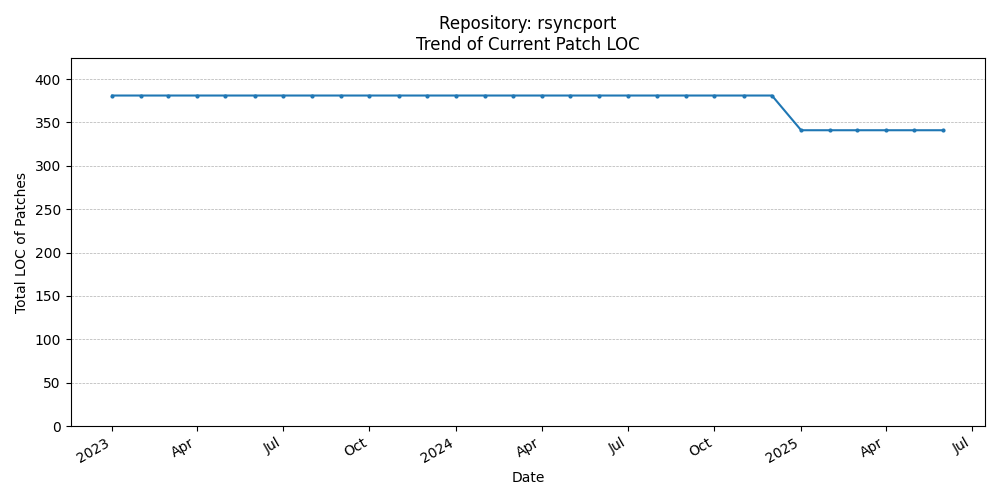 Repository: rsyncport
Trend of Current Patch LOC
Total LOC of Patches
400
350
300
250
200
150
100
50
0
2023
Apr
Jul
Oct
2024
Apr
Jul
Oct
2025
Apr
Jul
Date